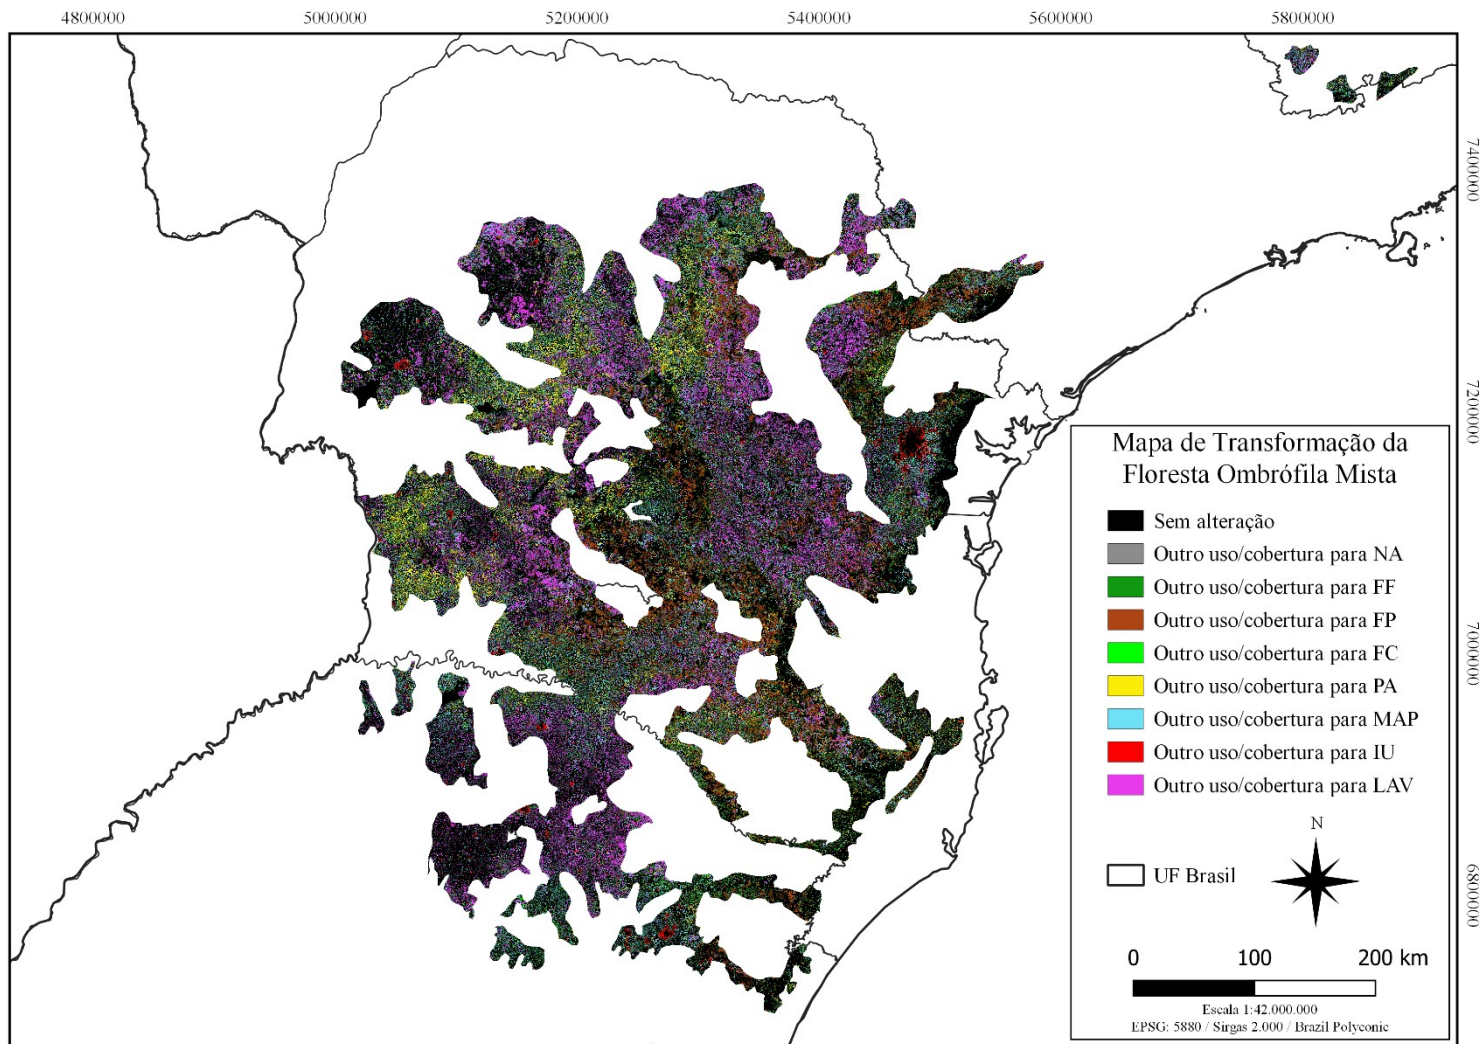 4800000 5000000 5200000 5400000 5600000 5800000
7400000
7200000
7000000
6800000
Mapa de Transformação da
Floresta Ombrófila Mista
Sem alteração
Outro uso/cobertura para NA
Outro uso/cobertura para FF
Outro uso/cobertura para FP
Outro uso/cobertura para FC
Outro uso/cobertura para PA
Outro uso/cobertura para MAP
Outro uso/cobertura para IU
Outro uso/cobertura para LAV
N
UF Brasil
0 100 200 km
Escala 1:42.000.000
EPSG: 5880 / Sirgas 2.000 / Brazil Polyconic